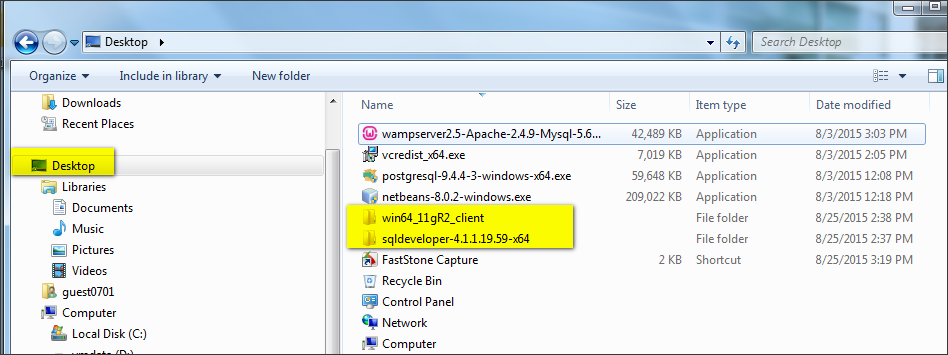 Desktop
Search Desktop
Organize Include in library New folder
Downloads
Recent Places
Desktop
Libraries
Documents
Music
Pictures
Videos
guest0701
Computer
Local Disk (C:)
Name Size Item type Date modified
wampserver2.5-Apache-2.4.9-Mysql-5.6... 42,489 KB Application 8/3/2015 3:03 PM
vcredist_x64.exe 7,019 KB Application 8/3/2015 2:05 PM
postgresql-9.4.4-3-windows-x64.exe 59,648 KB Application 8/3/2015 12:08 PM
netbeans-8.0.2-windows.exe 209,022 KB Application 8/3/2015 12:18 PM
win64_11gR2_client File folder 8/25/2015 2:38 PM
sqldeveloper-4.1.1.19.59-x64 File folder 8/25/2015 2:37 PM
FastStone Capture 2 KB Shortcut 8/25/2015 3:19 PM
Recycle Bin
Control Panel
Network
Computer